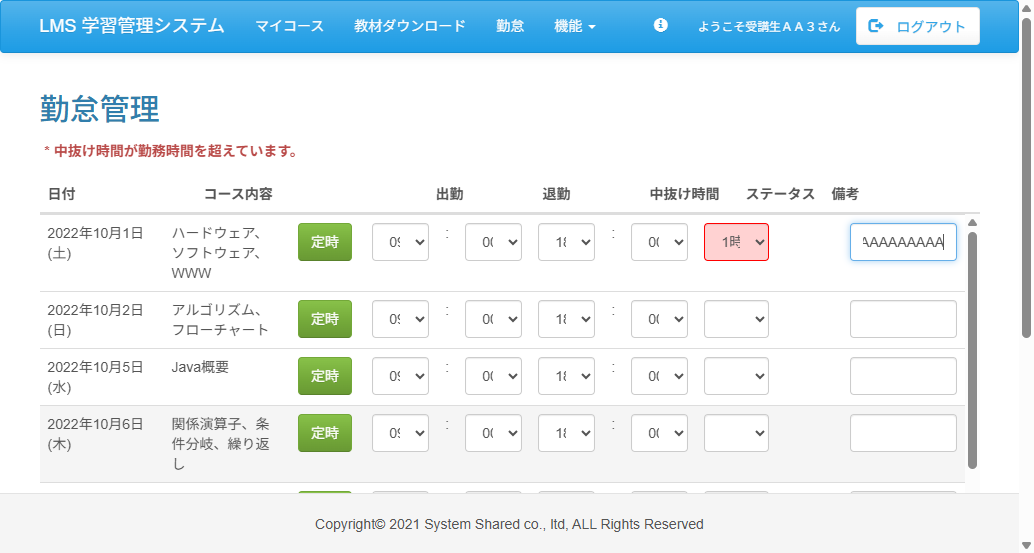 LMS 学習管理システム マイコース 教材ダウンロード 勤怠 機能 ようこそ受講生ＡＡ３さん ログアウト
勤怠管理
* 中抜け時間が勤務時間を超えています。
日付 コース内容 出勤 退勤 中抜け時間 ステータス 備考
2022年10月1日(土) ハードウェア、ソフトウェア、WWW 定時 09 : 00 18 : 00 1時 AAAAAAAAAA
2022年10月2日(日) アルゴリズム、フローチャート 定時 09 : 00 18 : 00
2022年10月5日(水) Java概要 定時 09 : 00 18 : 00
2022年10月6日(木) 関係演算子、条件分岐、繰り返し 定時 09 : 00 18 : 00
Copyright© 2021 System Shared co., ltd, ALL Rights Reserved